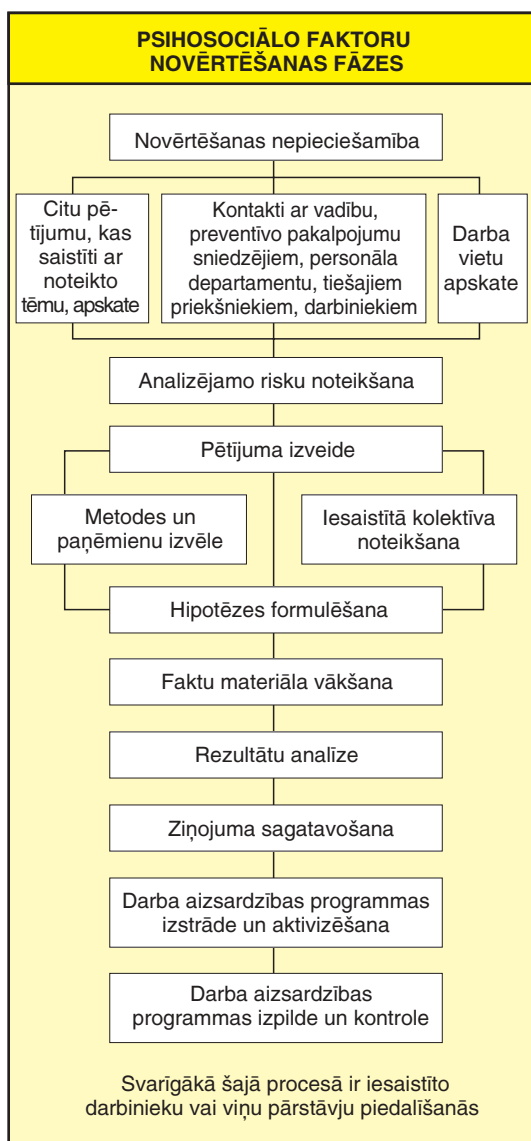 PSIHOSOCIĀLO FAKTORU
NOVĒRTĒŠANAS FĀZES
Novērtēšanas nepieciešamība
Citu pē-
tījumu, kas
saistīti ar
noteikto
tēmu, apskate
Kontakti ar vadību,
preventīvo pakalpojumu
sniedzējiem, personāla
departamentu, tiešajiem
priekšniekiem, darbiniekiem
Darba
vietu
apskate
Analizējamo risku noteikšana
Pētījuma izveide
Metodes un
paņēmienu izvēle
Iesaistītā kolektīva
noteikšana
Hipotēzes formulēšana
Faktu materiāla vākšana
Rezultātu analīze
Ziņojuma sagatavošana
Darba aizsardzības programmas
izstrāde un aktivizēšana
Darba aizsardzības
programmas izpilde un kontrole
Svarīgākā šajā procesā ir iesaistīto
darbinieku vai viņu pārstāvju piedalīšanās